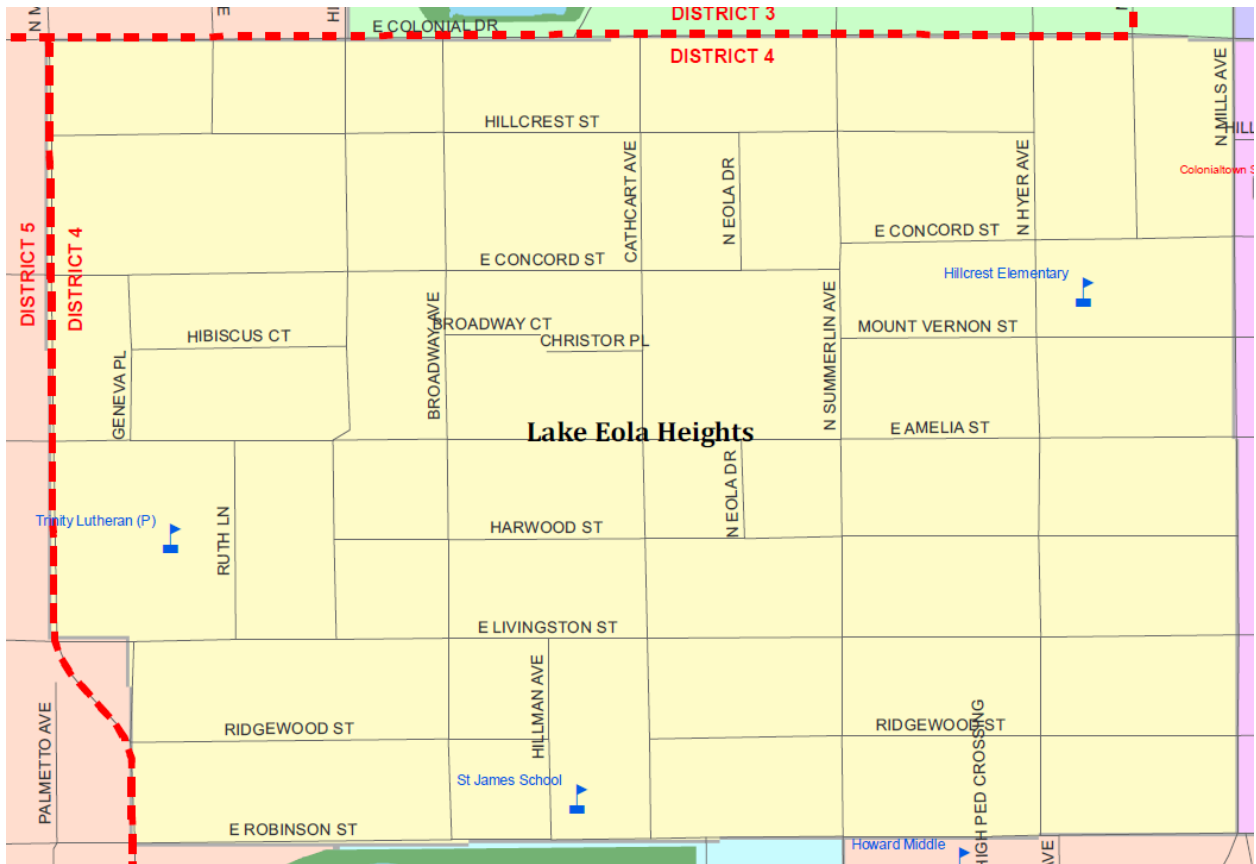 DISTRICT 3
E COLONIAL DR
DISTRICT 4
N MILLS AVE
HILLCREST ST
CATHCART AVE
N EOLA DR
N HYER AVE
E CONCORD ST
E CONCORD ST
DISTRICT 5
DISTRICT 4
Hillcrest Elementary
BROADWAY AVE
BROADWAY CT
N SUMMERLIN AVE
MOUNT VERNON ST
HIBISCUS CT
CHRISTOR PL
GENEVA PL
Lake Eola Heights
E AMELIA ST
N EOLA DR
Trinity Lutheran (P)
RUTH LN
HARWOOD ST
E LIVINGSTON ST
HILLMAN AVE
PALMETTO AVE
RIDGEWOOD ST
RIDGEWOOD ST
HIGH PED CROSSING
St James School
E ROBINSON ST
Howard Middle
AVE